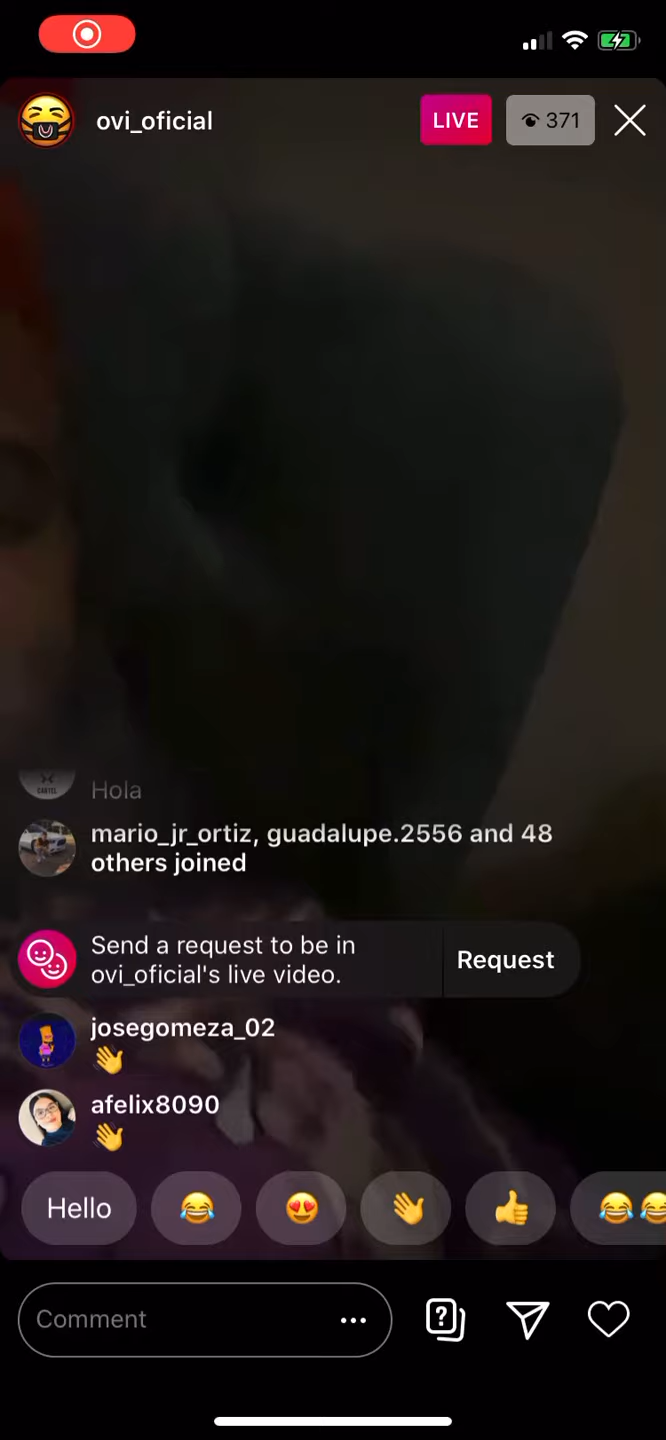 ovi_oficial
LIVE
371
CARTEL
Hola
mario_jr_ortiz, guadalupe.2556 and 48
others joined
Send a request to be in
ovi_oficial's live video.
Request
josegomeza_02
👋
afelix8090
👋
Hello 😂 😍 👋 👍 😂😂
Comment